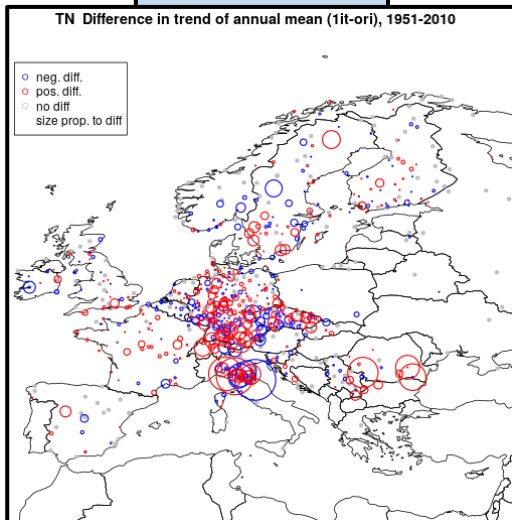 TN Difference in trend of annual mean (1it-ori), 1951-2010
neg. diff.
pos. diff.
no diff
size prop. to diff